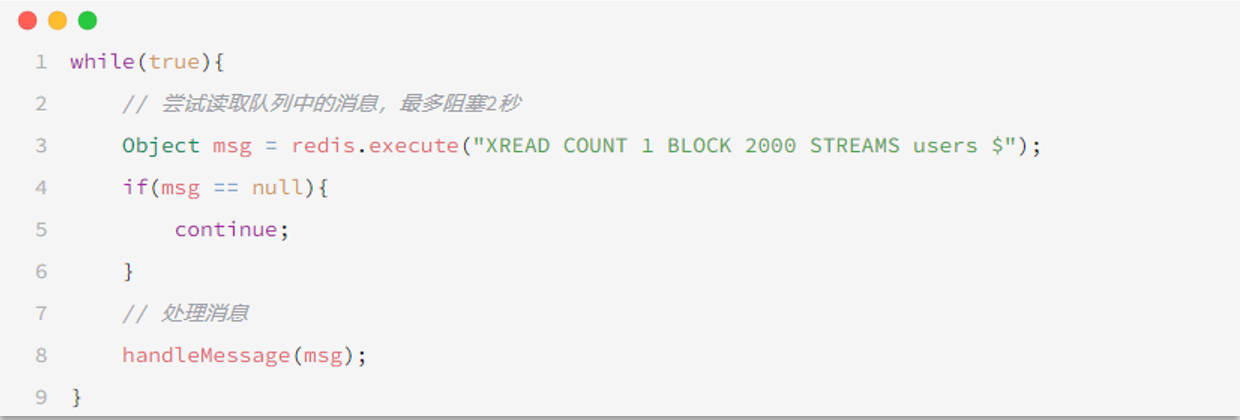 1 while(true){
2 // 尝试读取队列中的消息，最多阻塞2秒
3 Object msg = redis.execute("XREAD COUNT 1 BLOCK 2000 STREAMS users $");
4 if(msg == null){
5 continue;
6 }
7 // 处理消息
8 handleMessage(msg);
9 }